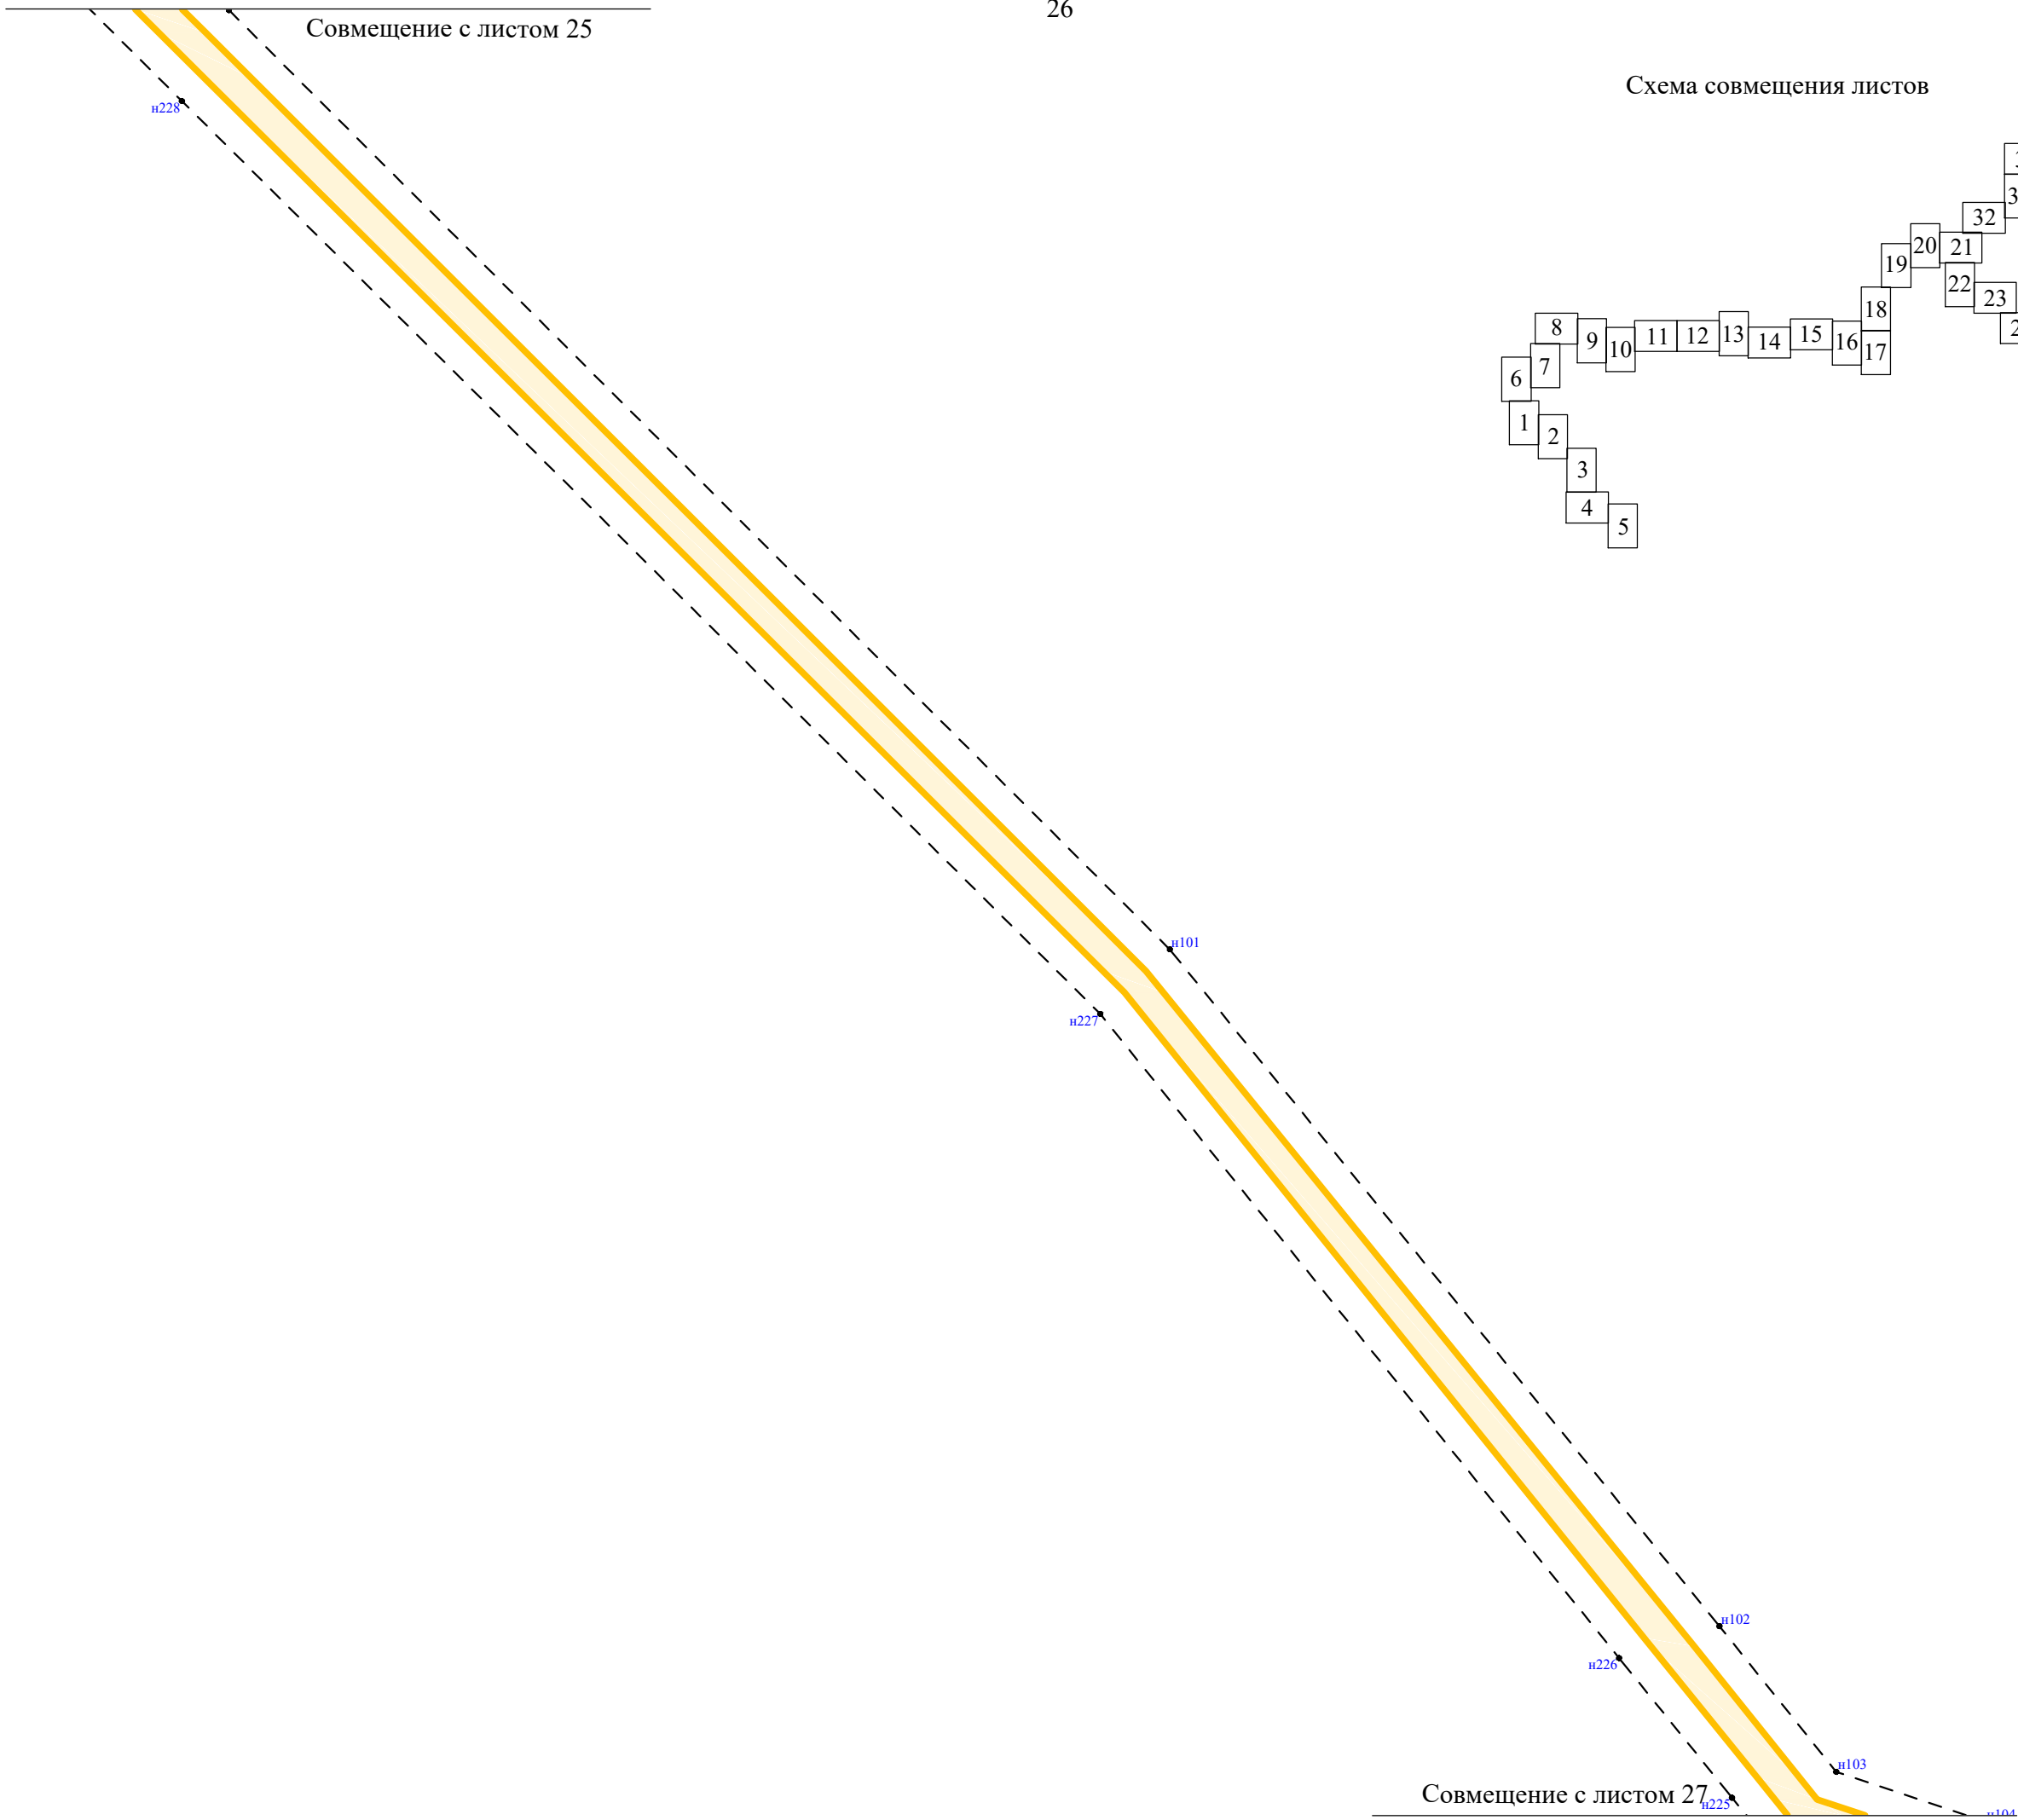 26
Совмещение с листом 25
Схема совмещения листов
н228
32
20 21
19
22
23
18
8 9 10 11 12 13 14 15 16 17
7
6
1 2
3
4
5
н101
н227
н102
н226
н103
Совмещение с листом 27
н225
н104